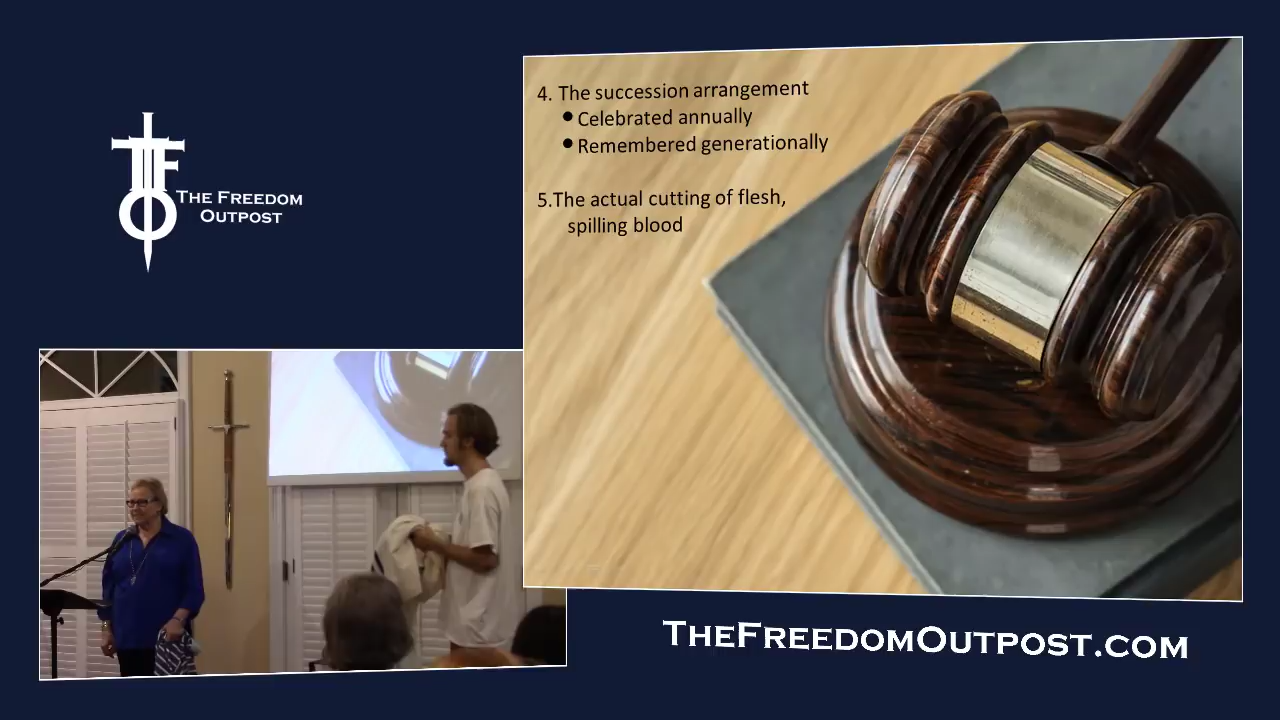 The Freedom
Outpost
4. The succession arrangement
● Celebrated annually
● Remembered generationally
5.The actual cutting of flesh,
spilling blood
TheFreedomOutpost.com